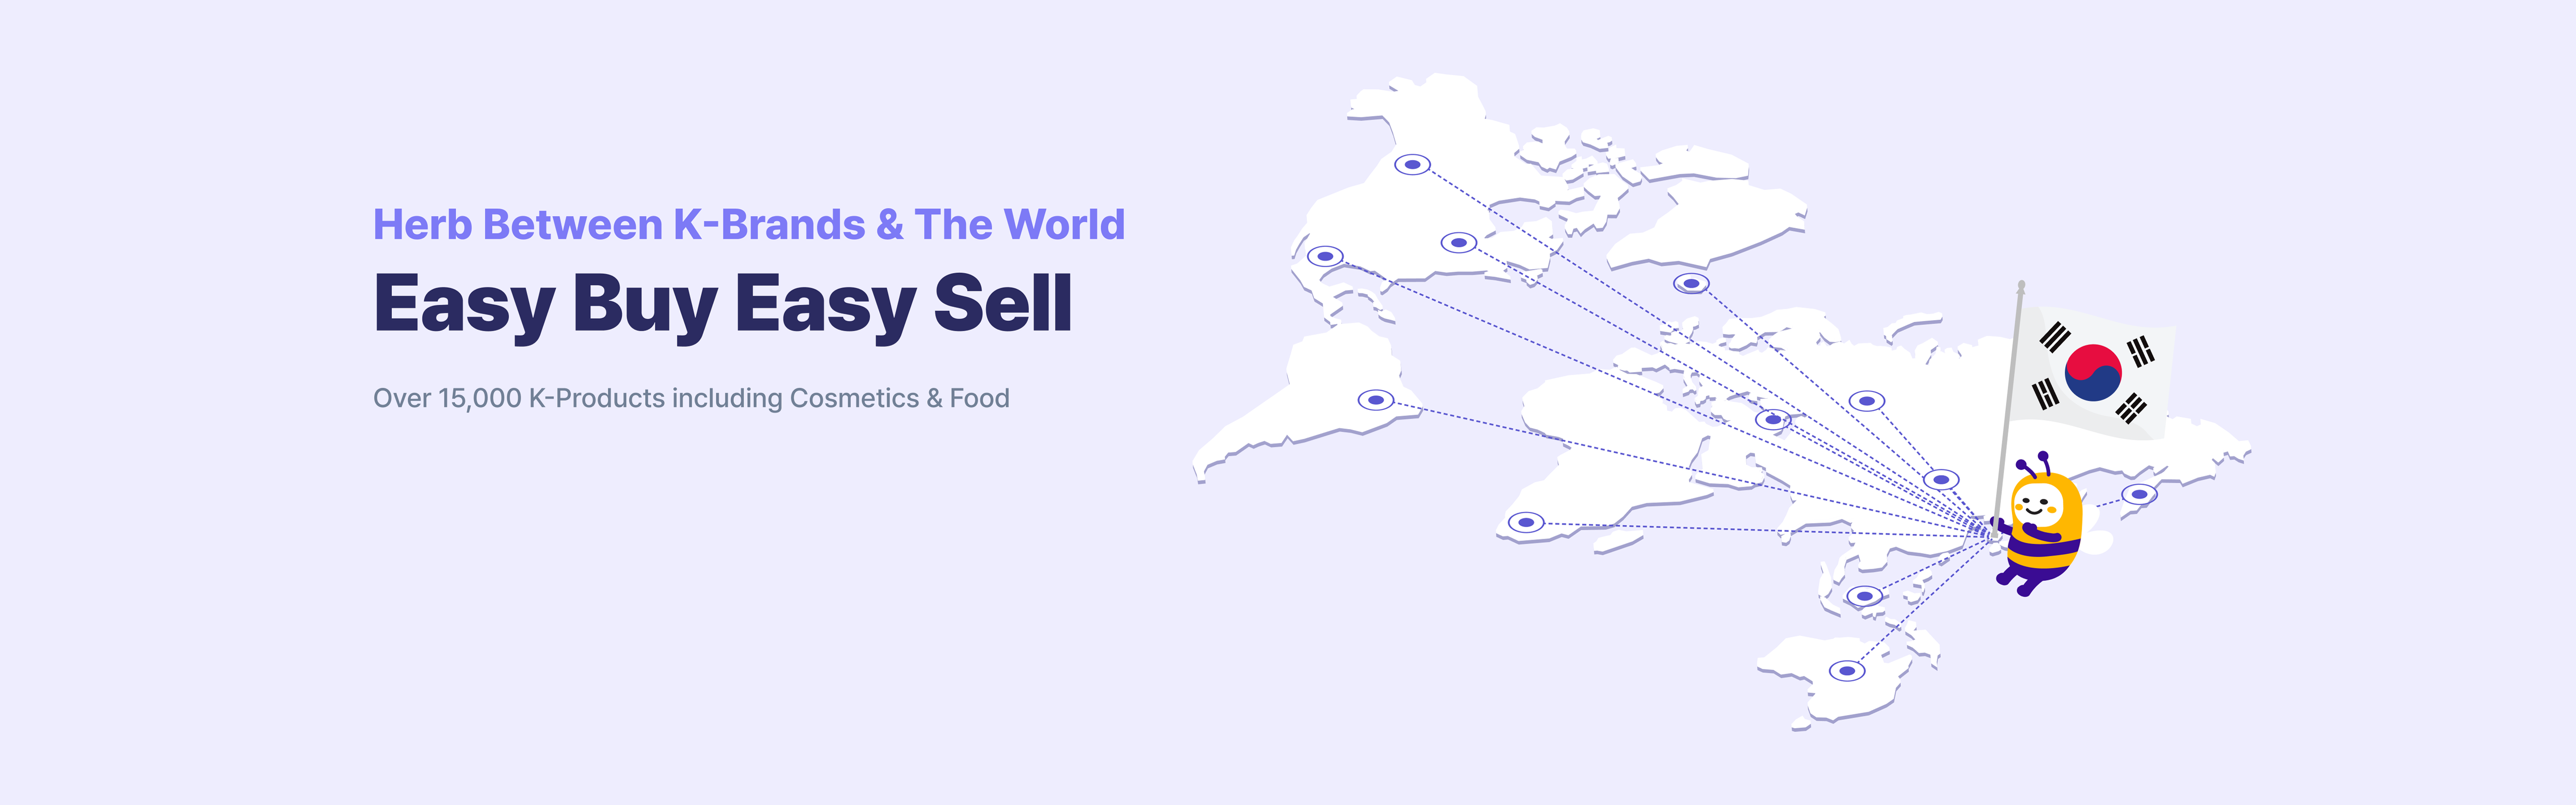 Herb Between K-Brands & The World
Easy Buy Easy Sell
Over 15,000 K-Products including Cosmetics & Food